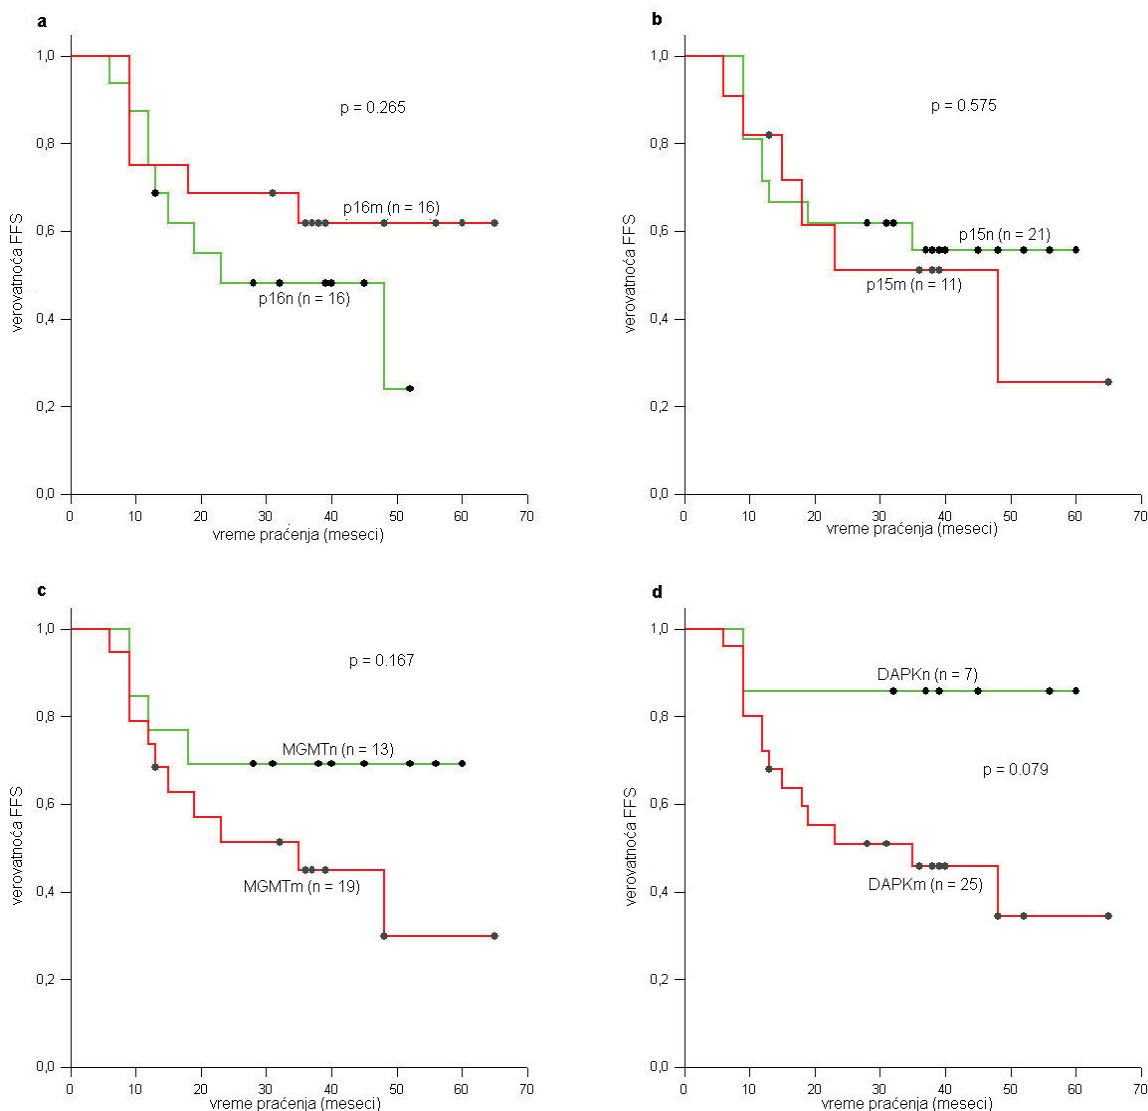 a
1,0
0,8
0,6
0,4
0,2
0,0
verovatnoća FFS
p = 0.265
p16m (n = 16)
p16n (n = 16)
0 10 20 30 40 50 60 70
vreme praćenja (meseci)
b
1,0
0,8
0,6
0,4
0,2
0,0
verovatnoća FFS
p = 0.575
p15n (n = 21)
p15m (n = 11)
0 10 20 30 40 50 60 70
vreme praćenja (meseci)
c
1,0
0,8
0,6
0,4
0,2
0,0
verovatnoća FFS
p = 0.167
MGMTn (n = 13)
MGMTm (n = 19)
0 10 20 30 40 50 60 70
vreme praćenja (meseci)
d
1,0
0,8
0,6
0,4
0,2
0,0
verovatnoća FFS
DAPKn (n = 7)
p = 0.079
DAPKm (n = 25)
0 10 20 30 40 50 60 70
vreme praćenja (meseci)